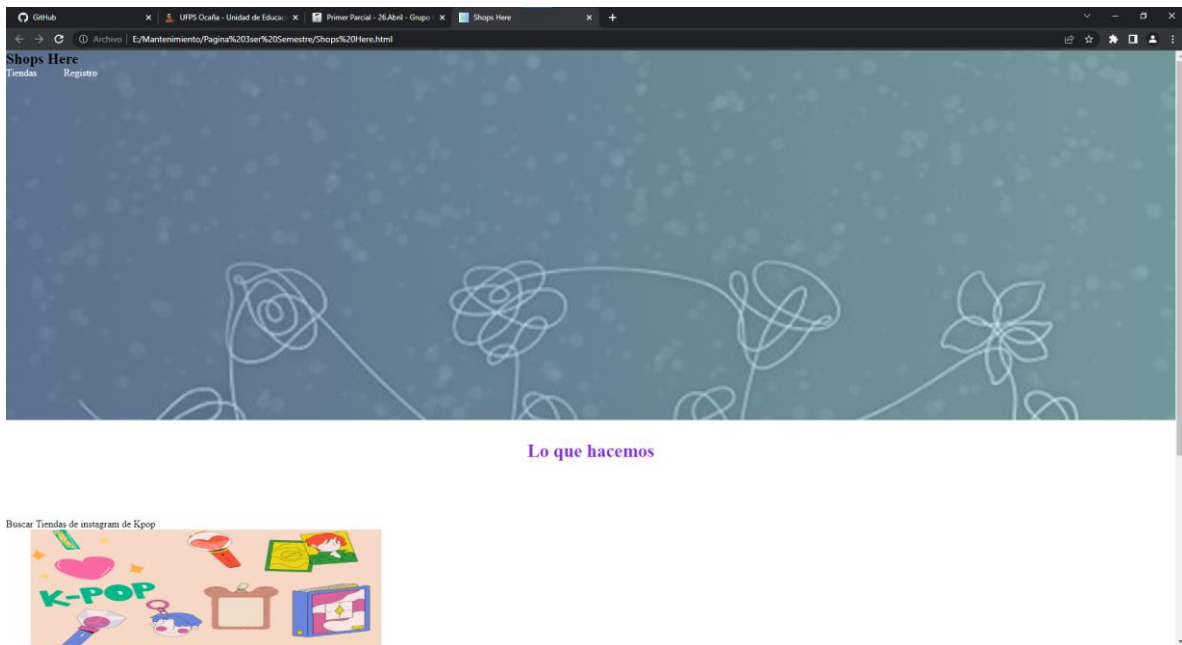 GitHub
UFPS Ocaña - Unidad de Educac
Primer Parcial - 26.Abril - Grupo
Shops Here
Archivo
E:/Mantenimiento/Pagina%203ser%20Semestre/Shops%20Here.html
Shops Here
Tiendas Registro
Lo que hacemos
Buscar Tiendas de instagram de Kpop
K-POP